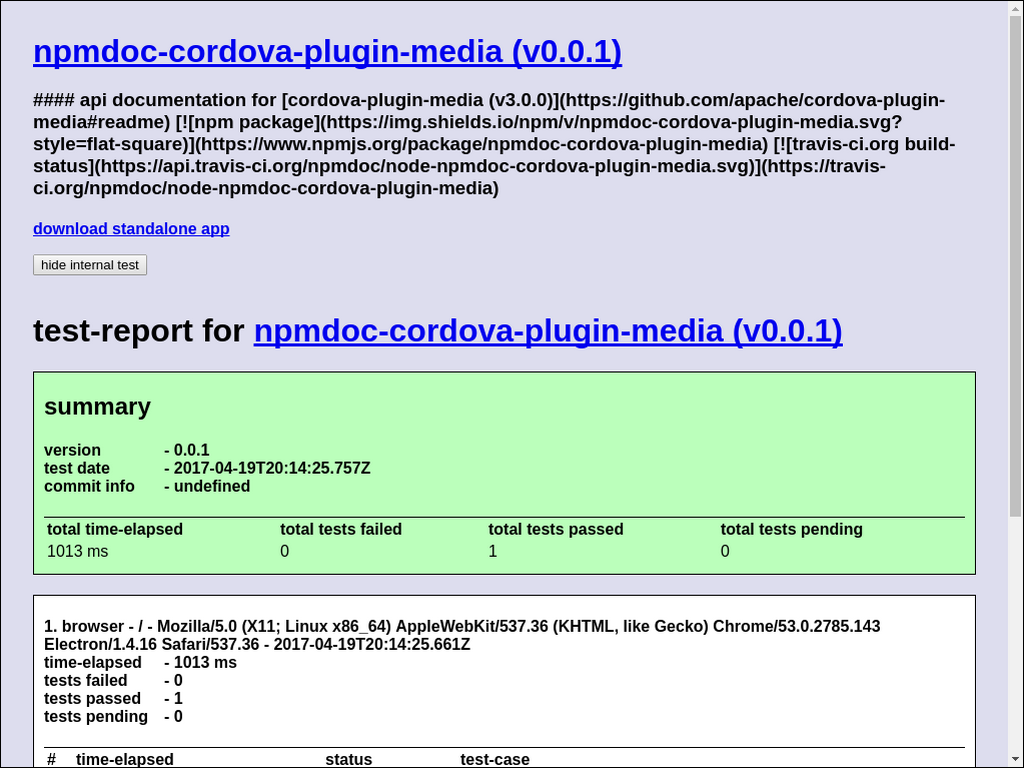 npmdoc-cordova-plugin-media (v0.0.1)
#### api documentation for [cordova-plugin-media (v3.0.0)](https://github.com/apache/cordova-plugin-
media#readme) [![npm package](https://img.shields.io/npm/v/npmdoc-cordova-plugin-media.svg?
style=flat-square)](https://www.npmjs.org/package/npmdoc-cordova-plugin-media) [![travis-ci.org build-
status](https://api.travis-ci.org/npmdoc/node-npmdoc-cordova-plugin-media.svg)](https://travis-
ci.org/npmdoc/node-npmdoc-cordova-plugin-media)
download standalone app
hide internal test
test-report for npmdoc-cordova-plugin-media (v0.0.1)
summary
version - 0.0.1
test date - 2017-04-19T20:14:25.757Z
commit info - undefined
total time-elapsed total tests failed total tests passed total tests pending
1013 ms 0 1 0
1. browser - / - Mozilla/5.0 (X11; Linux x86_64) AppleWebKit/537.36 (KHTML, like Gecko) Chrome/53.0.2785.143
Electron/1.4.16 Safari/537.36 - 2017-04-19T20:14:25.661Z
time-elapsed - 1013 ms
tests failed - 0
tests passed - 1
tests pending - 0
# time-elapsed status test-case